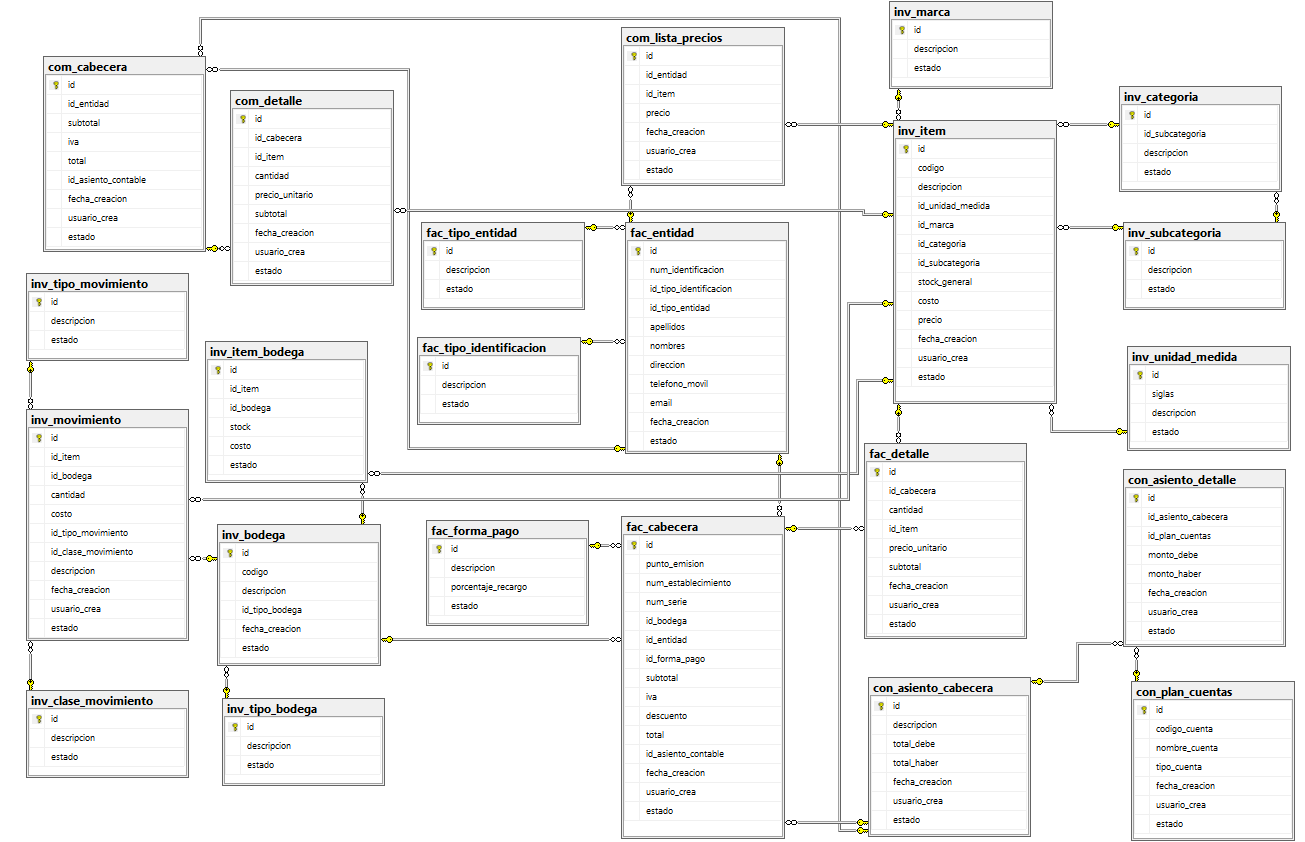 com_cabecera
id
id_entidad
subtotal
iva
total
id_asiento_contable
fecha_creacion
usuario_crea
estado
com_detalle
id
id_cabecera
id_item
cantidad
precio_unitario
subtotal
fecha_creacion
usuario_crea
estado
com_lista_precios
id
id_entidad
id_item
precio
fecha_creacion
usuario_crea
estado
inv_marca
id
descripcion
estado
inv_item
id
codigo
descripcion
id_unidad_medida
id_marca
id_categoria
id_subcategoria
stock_general
costo
precio
fecha_creacion
usuario_crea
estado
inv_categoria
id
id_subcategoria
descripcion
estado
inv_subcategoria
id
descripcion
estado
inv_unidad_medida
id
siglas
descripcion
estado
fac_tipo_entidad
id
descripcion
estado
fac_entidad
id
num_identificacion
id_tipo_identificacion
id_tipo_entidad
apellidos
nombres
direccion
telefono_movil
email
fecha_creacion
estado
fac_tipo_identificacion
id
descripcion
estado
inv_tipo_movimiento
id
descripcion
estado
inv_item_bodega
id
id_item
id_bodega
stock
costo
estado
inv_movimiento
id
id_item
id_bodega
cantidad
costo
id_tipo_movimiento
id_clase_movimiento
descripcion
fecha_creacion
usuario_crea
estado
inv_bodega
id
codigo
descripcion
id_tipo_bodega
fecha_creacion
estado
fac_forma_pago
id
descripcion
porcentaje_recargo
estado
fac_cabecera
id
punto_emision
num_establecimiento
num_serie
id_bodega
id_entidad
id_forma_pago
subtotal
iva
descuento
total
id_asiento_contable
fecha_creacion
usuario_crea
estado
fac_detalle
id
id_cabecera
cantidad
id_item
precio_unitario
subtotal
fecha_creacion
usuario_crea
estado
con_asiento_detalle
id
id_asiento_cabecera
id_plan_cuentas
monto_debe
monto_haber
fecha_creacion
usuario_crea
estado
inv_clase_movimiento
id
descripcion
estado
inv_tipo_bodega
id
descripcion
estado
con_asiento_cabecera
id
descripcion
total_debe
total_haber
fecha_creacion
usuario_crea
estado
con_plan_cuentas
id
codigo_cuenta
nombre_cuenta
tipo_cuenta
fecha_creacion
usuario_crea
estado